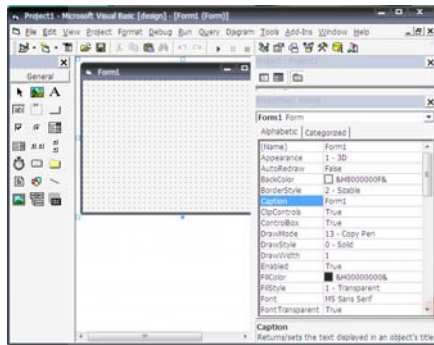 Project1 - Microsoft Visual Basic [design] - [Form1 (Form)]
File Edit View Project Format Debug Run Query Diagram Tools Add-Ins Window Help
General
Form1
Form1 Form
Alphabetic Categorized
(Name) Form1
Appearance 1 - 3D
AutoRedraw False
BackColor &H8000000F&
BorderStyle 2 - Sizable
Caption Form1
ClipControls True
ControlBox True
DrawMode 13 - Copy Pen
DrawStyle 0 - Solid
DrawWidth 1
Enabled True
FillColor &H00000000&
FillStyle 1 - Transparent
Font MS Sans Serif
FontTransparent True
Caption
Returns/sets the text displayed in an object's title